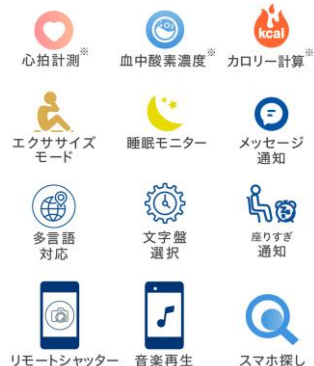 心拍計測※
血中酸素濃度※
kcal
カロリー計算※
エクササイズ
モード
睡眠モニター
メッセージ
通知
多言語
対応
文字盤
選択
座りすぎ
通知
リモートシャッター
音楽再生
スマホ探し